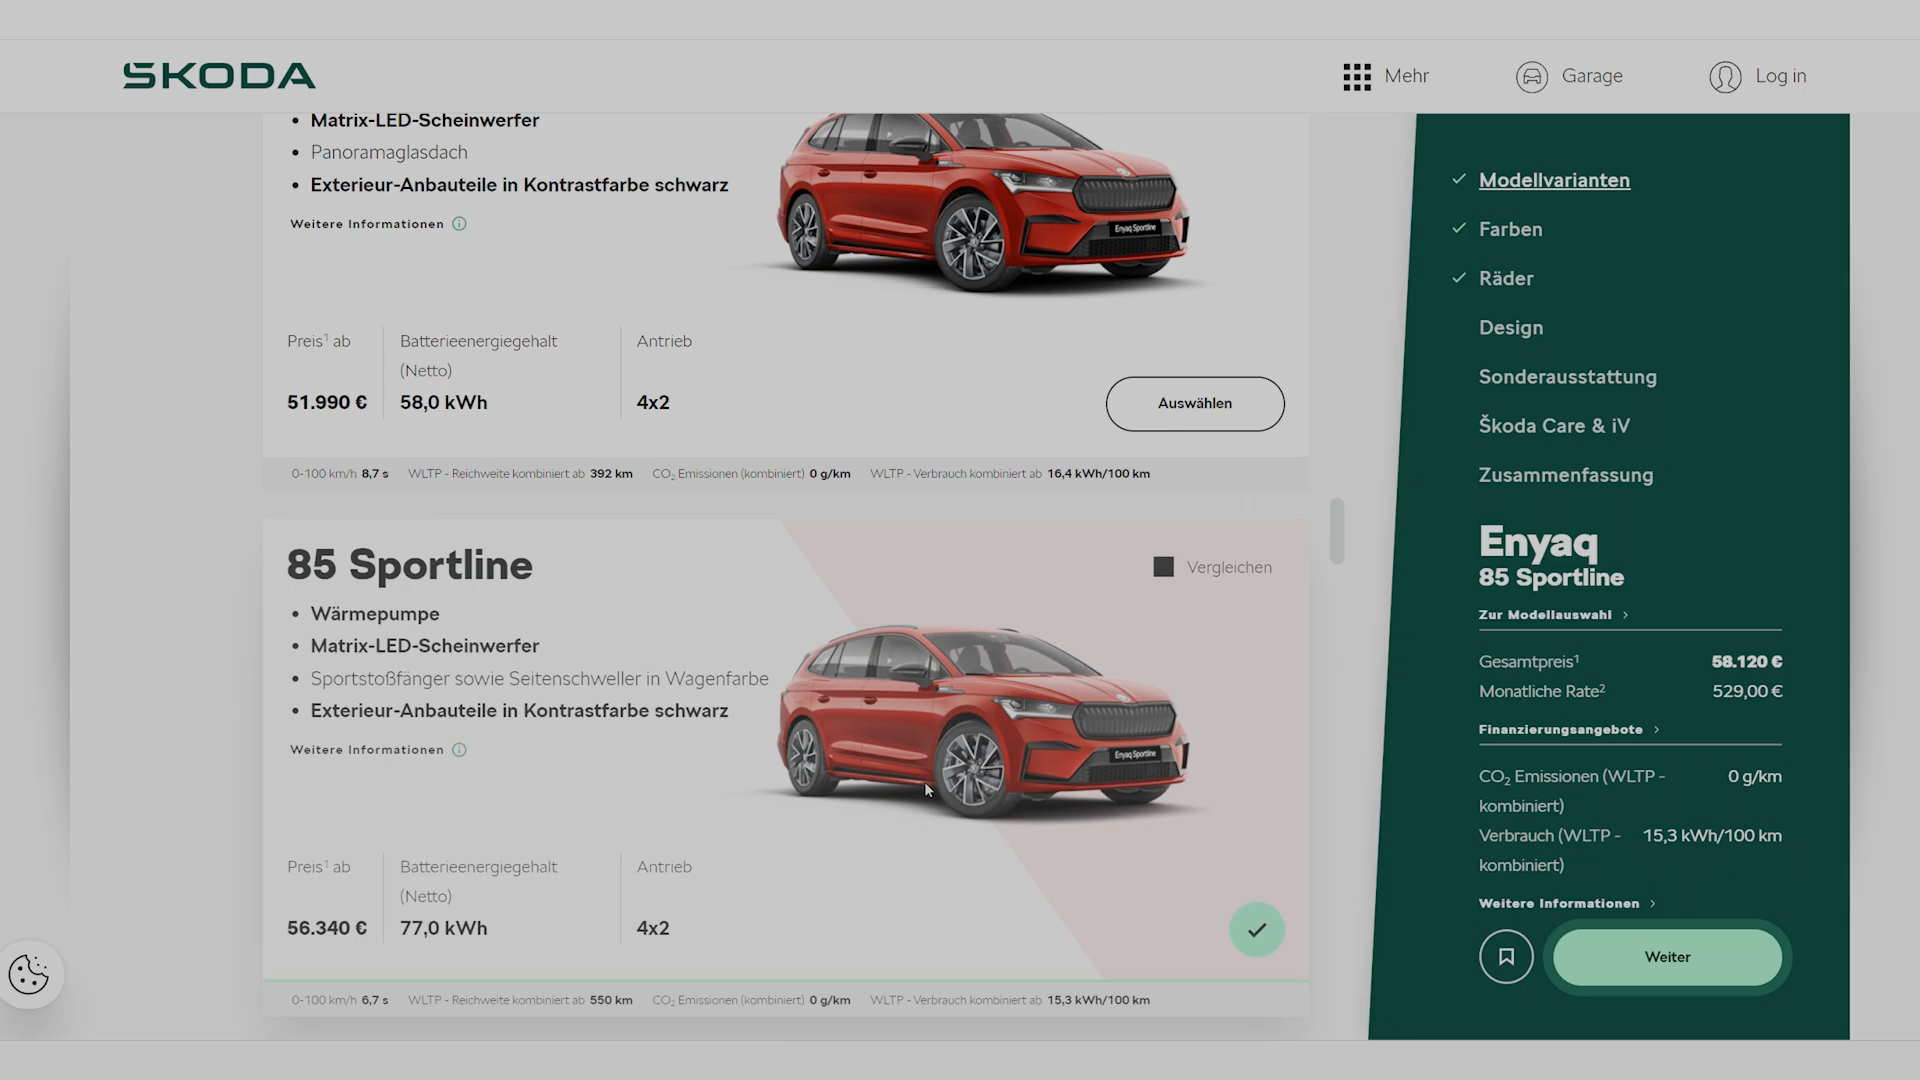 ŠKODA
Mehr
Garage
Log in
Matrix-LED-Scheinwerfer
Panoramaglasdach
Exterieur-Anbauteile in Kontrastfarbe schwarz
Weitere Informationen
Enyaq Sportline
Preis¹ ab
Batterieenergiegehalt
(Netto)
Antrieb
51.990 €
58,0 kWh
4x2
Auswählen
0-100 km/h 8,7 s WLTP - Reichweite kombiniert ab 392 km CO₂ Emissionen (kombiniert) 0 g/km WLTP - Verbrauch kombiniert ab 16,4 kWh/100 km
85 Sportline
Vergleichen
Wärmepumpe
Matrix-LED-Scheinwerfer
Sportstoßfänger sowie Seitenschweller in Wagenfarbe
Exterieur-Anbauteile in Kontrastfarbe schwarz
Weitere Informationen
Enyaq Sportline
Preis¹ ab
Batterieenergiegehalt
(Netto)
Antrieb
56.340 €
77,0 kWh
4x2
0-100 km/h 6,7 s WLTP - Reichweite kombiniert ab 550 km CO₂ Emissionen (kombiniert) 0 g/km WLTP - Verbrauch kombiniert ab 15,3 kWh/100 km
Modellvarianten
Farben
Räder
Design
Sonderausstattung
Škoda Care & iV
Zusammenfassung
Enyaq
85 Sportline
Zur Modellauswahl
Gesamtpreis¹ 58.120 €
Monatliche Rate² 529,00 €
Finanzierungsangebote
CO₂ Emissionen (WLTP - 0 g/km
kombiniert)
Verbrauch (WLTP - 15,3 kWh/100 km
kombiniert)
Weitere Informationen
Weiter